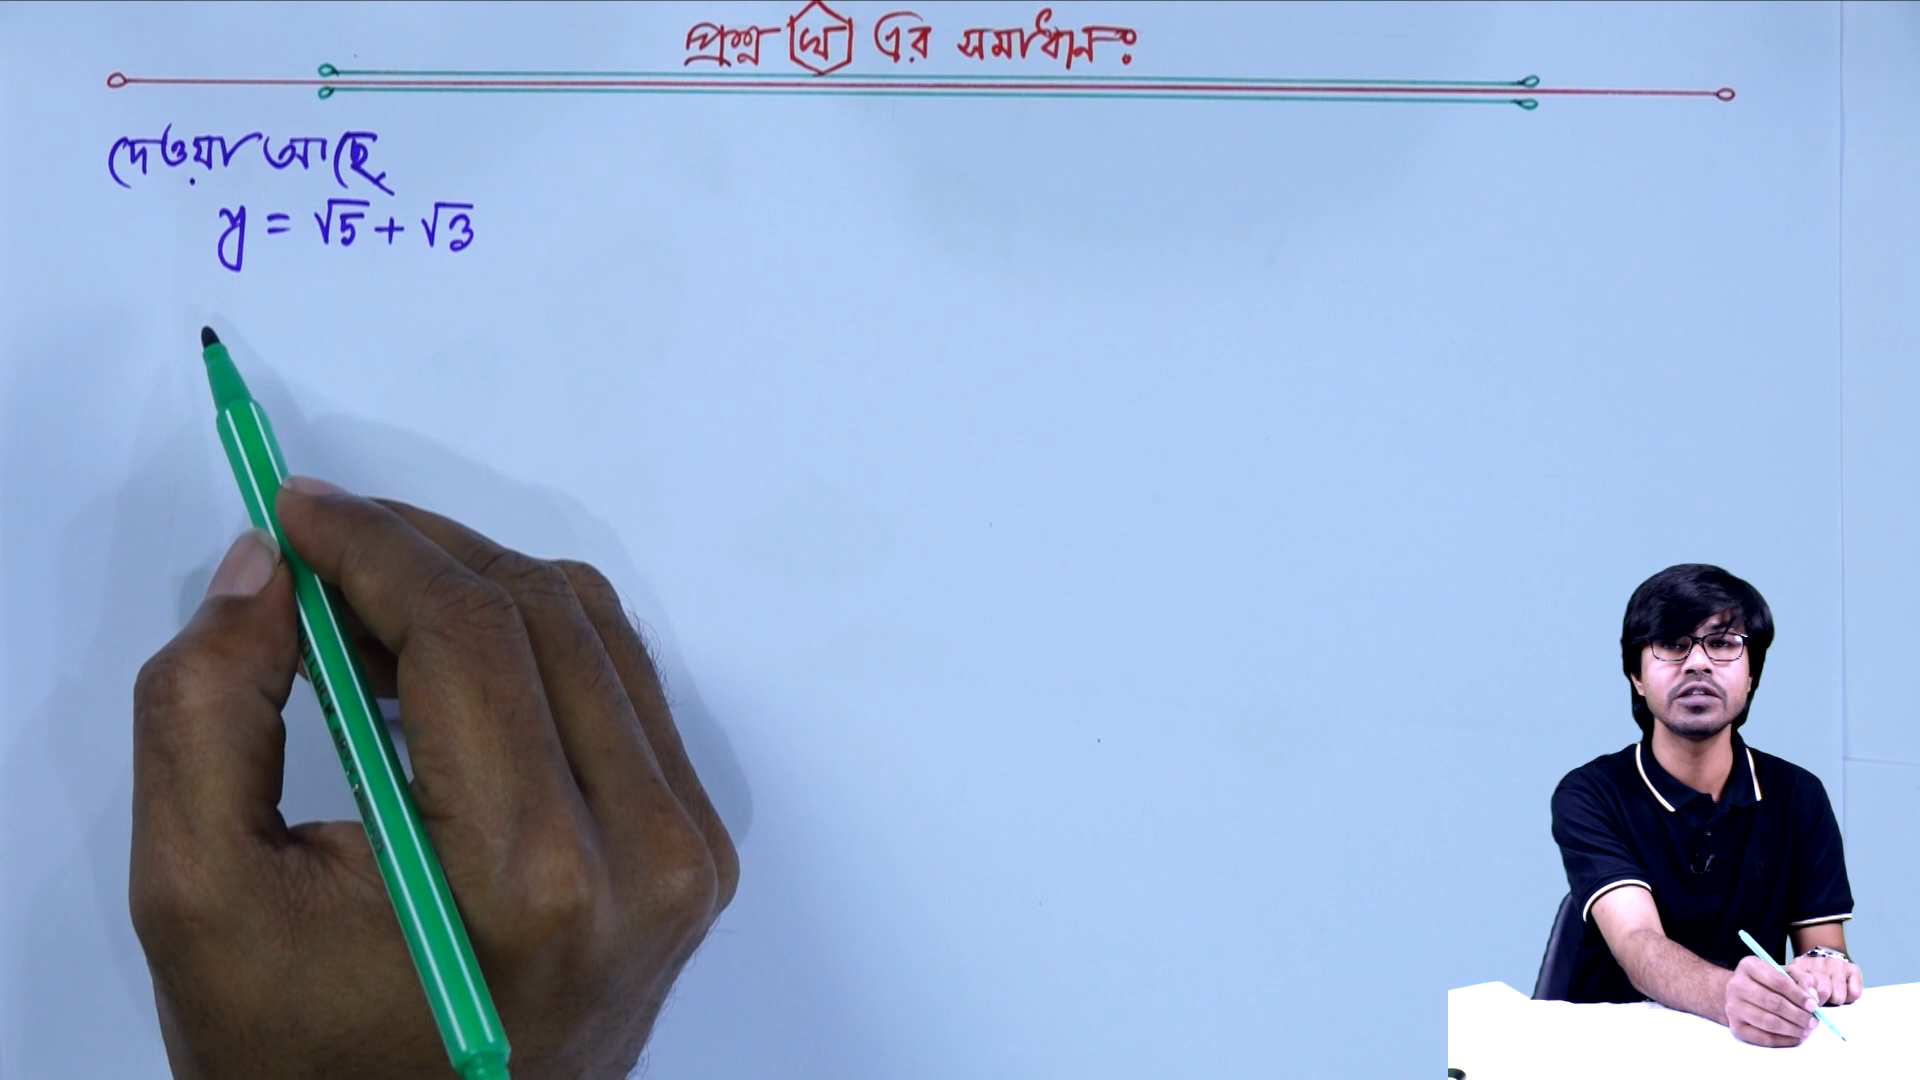 প্রশ্ন ঘ এর সমাধানঃ
দেওয়া আছে,
y = √5 + √3